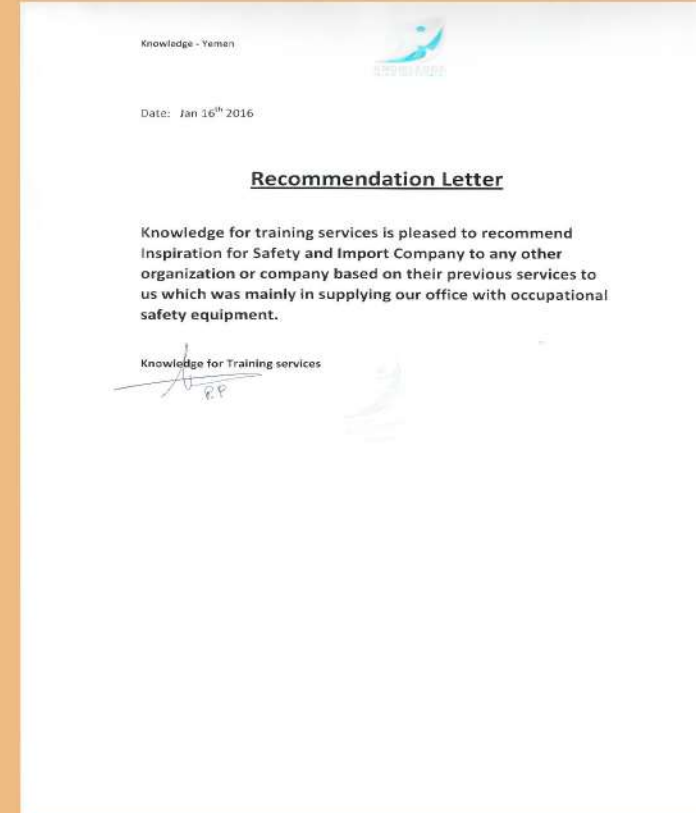 Knowledge - Yemen
Date: Jan 16th 2016
Recommendation Letter
Knowledge for training services is pleased to recommend
Inspiration for Safety and Import Company to any other
organization or company based on their previous services to
us which was mainly in supplying our office with occupational
safety equipment.
Knowledge for Training services
P.P